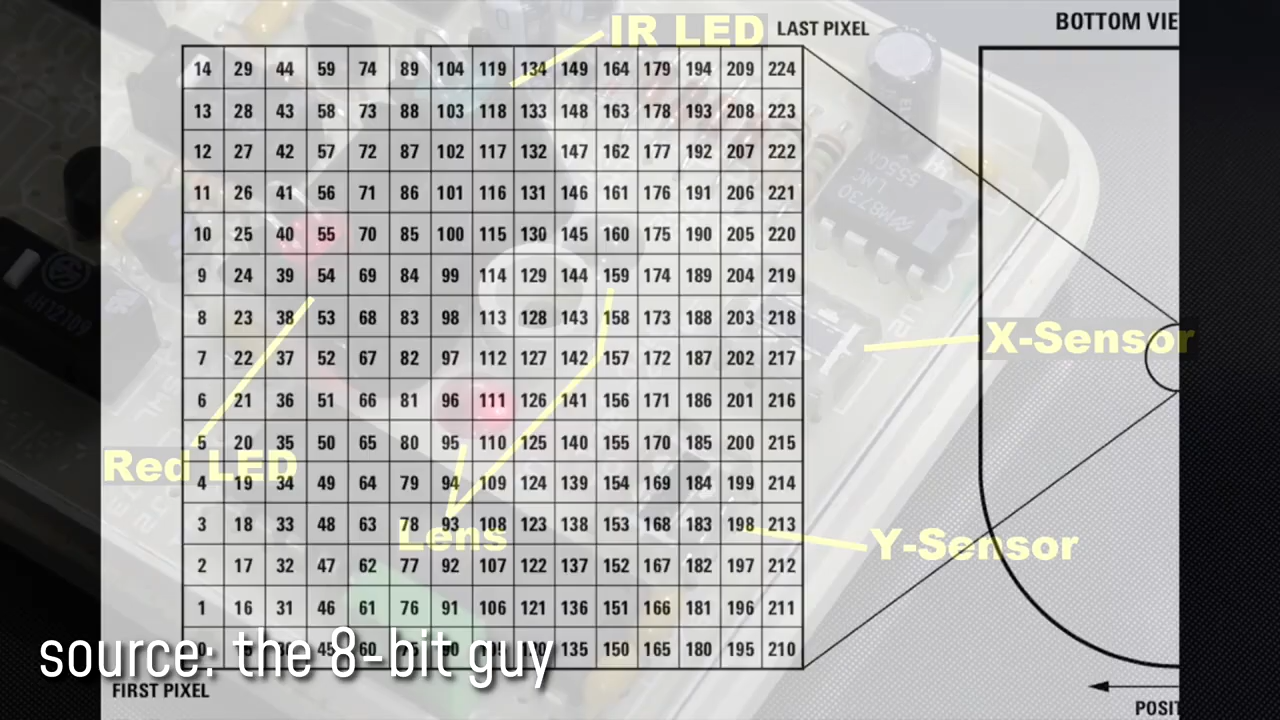 IR LED
LAST PIXEL
BOTTOM VIE
14 29 44 59 74 89 104 119 134 149 164 179 194 209 224
13 28 43 58 73 88 103 118 133 148 163 178 193 208 223
12 27 42 57 72 87 102 117 132 147 162 177 192 207 222
11 26 41 56 71 86 101 116 131 146 161 176 191 206 221
10 25 40 55 70 85 100 115 130 145 160 175 190 205 220
9 24 39 54 69 84 99 114 129 144 159 174 189 204 219
8 23 38 53 68 83 98 113 128 143 158 173 188 203 218
7 22 37 52 67 82 97 112 127 142 157 172 187 202 217
X-Sensor
6 21 36 51 66 81 96 111 126 141 156 171 186 201 216
5 20 35 50 65 80 95 110 125 140 155 170 185 200 215
Red LED
4 19 34 49 64 79 94 109 124 139 154 169 184 199 214
3 18 33 48 63 78 93 108 123 138 153 168 183 198 213
Lens
Y-Sensor
2 17 32 47 62 77 92 107 122 137 152 167 182 197 212
1 16 31 46 61 76 91 106 121 136 151 166 181 196 211
0 45 60 135 150 165 180 195 210
source: the 8-bit guy
FIRST PIXEL
POSIT
LMC
555CN